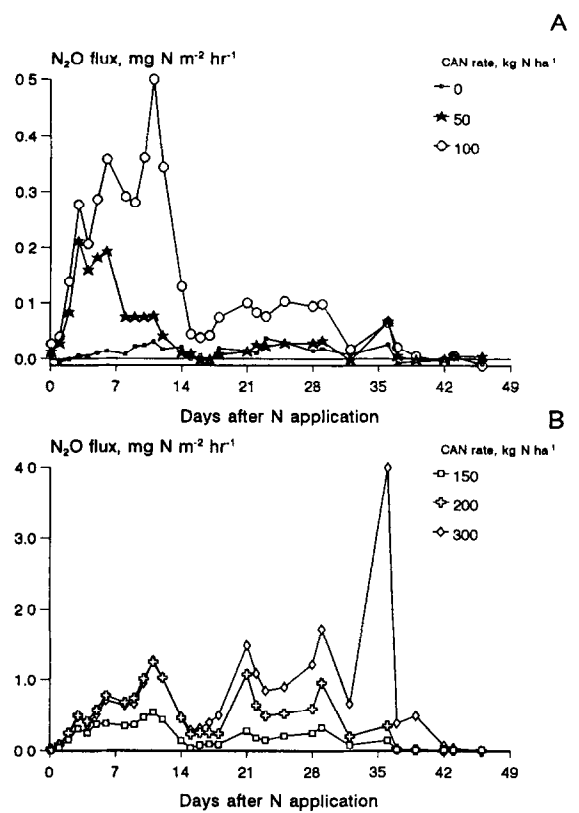 A
N₂O flux, mg N m⁻² hr⁻¹
CAN rate, kg N ha⁻¹
0
50
100
0 5
0.4
0 3
0 2
0 1
0.0
0 7 14 21 28 35 42 49
Days after N application
B
N₂O flux, mg N m⁻² hr⁻¹
CAN rate, kg N ha⁻¹
150
200
300
4 0
3 0
2 0
1.0
0 0
0 7 14 21 28 35 42 49
Days after N application